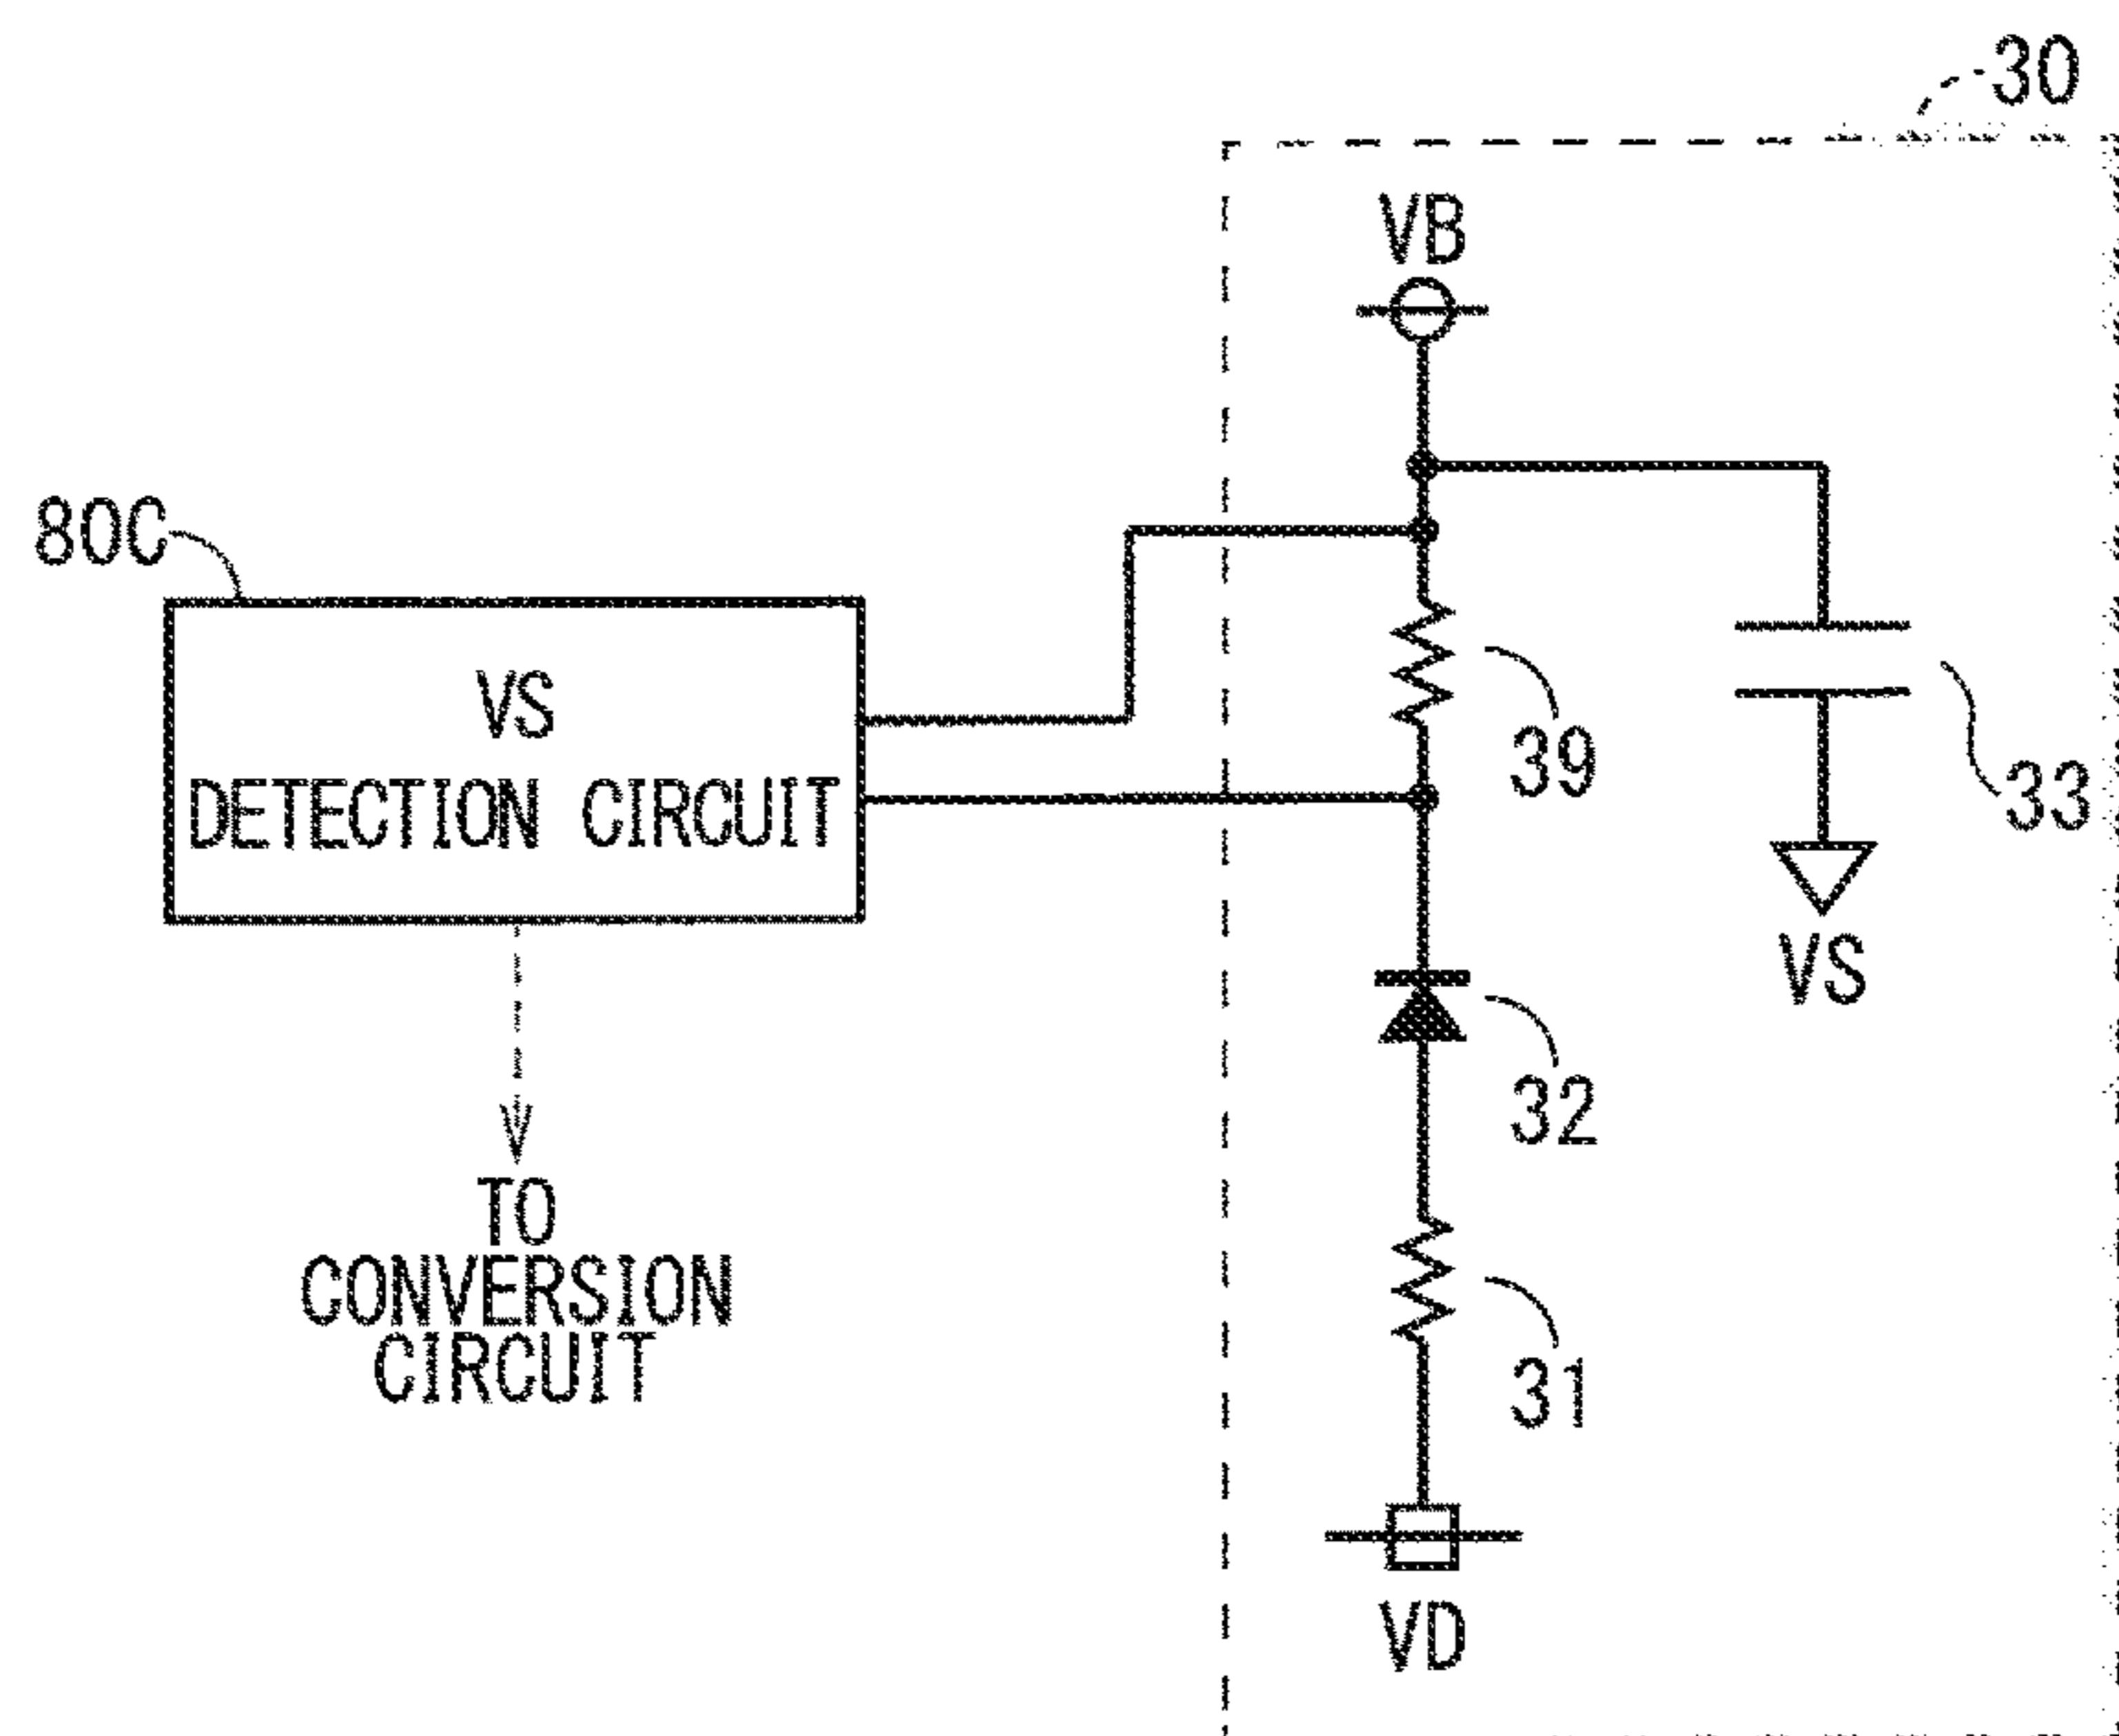 30
VB
80C
VS
DETECTION CIRCUIT
39
33
VS
32
TO
CONVERSION
CIRCUIT
31
VD